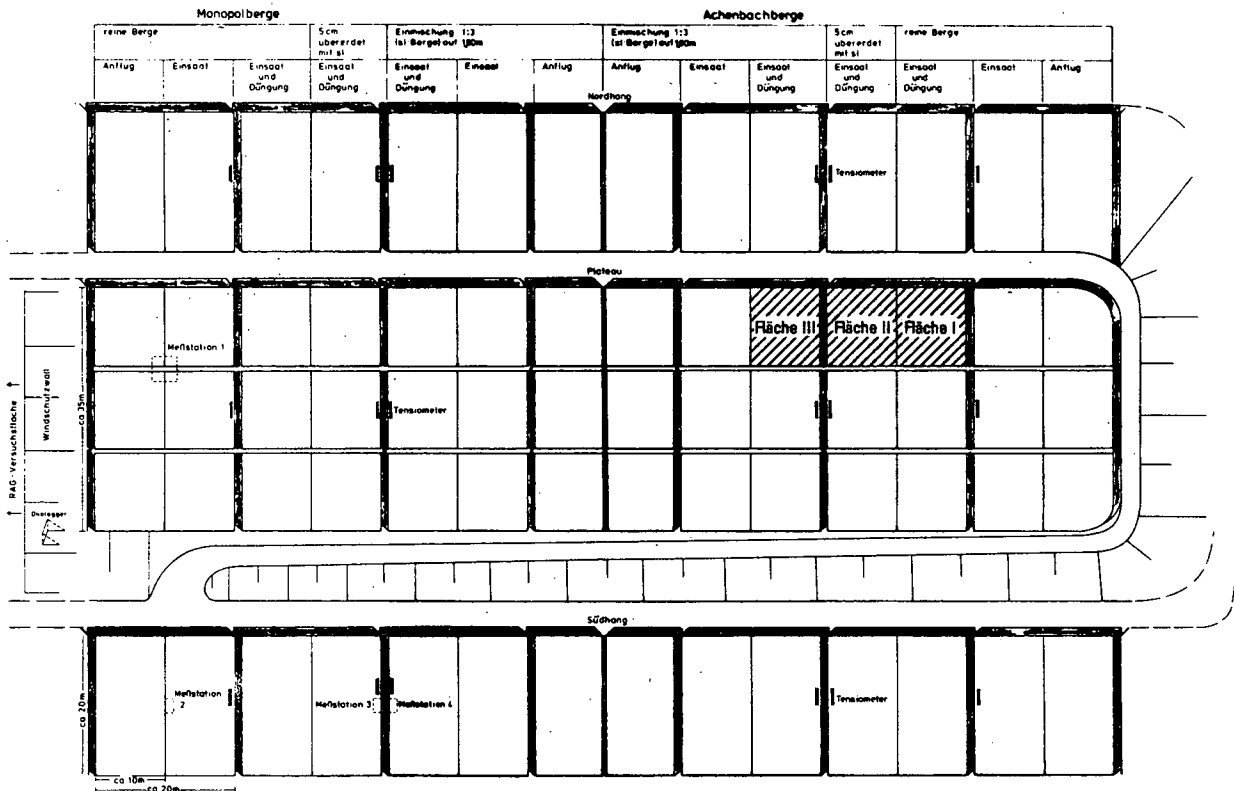 Monopolberge
Achenbachberge
reine Berge
5cm
übererdet
mit sl
Einmischung 1:3
(sl:Berge) auf 1,80m
Einmischung 1:3
(sl:Berge) auf 1,80m
5cm
übererdet
mit sl
reine Berge
Anflug
Einsaat
Einsaat
und
Düngung
Einsaat
und
Düngung
Einsaat
und
Düngung
Einsaat
Anflug
Anflug
Einsaat
Einsaat
und
Düngung
Einsaat
und
Düngung
Einsaat
und
Düngung
Einsaat
Anflug
Nordhang
Tensiometer
Plateau
Fläche III
Fläche II
Fläche I
Meßstation 1
Tensiometer
ca 35m
Windschutzwall
RAG-Versuchsfläche
Südhang
Meßstation
2
Meßstation 3
Meßstation 4
Tensiometer
ca 20m
ca 10m
ca 20m